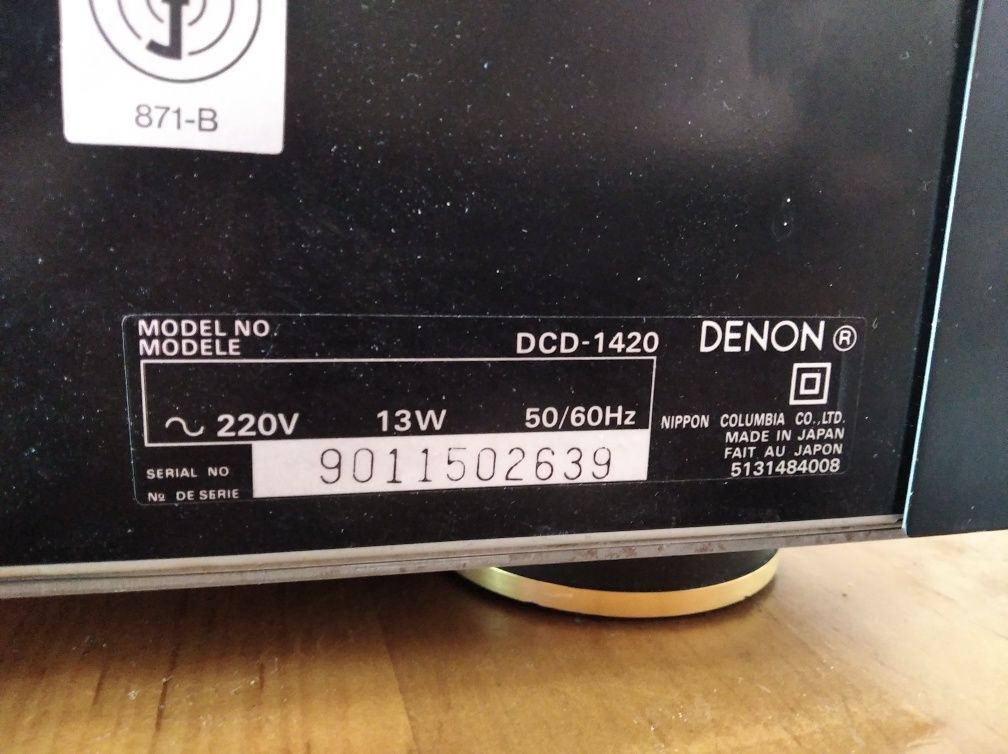 871-B
MODEL NO.
MODELE
DCD-1420
DENON ®
～ 220V 13W 50/60Hz
NIPPON COLUMBIA CO.,LTD.
MADE IN JAPAN
FAIT AU JAPON
5131484008
SERIAL NO
№ DE SERIE
9011502639